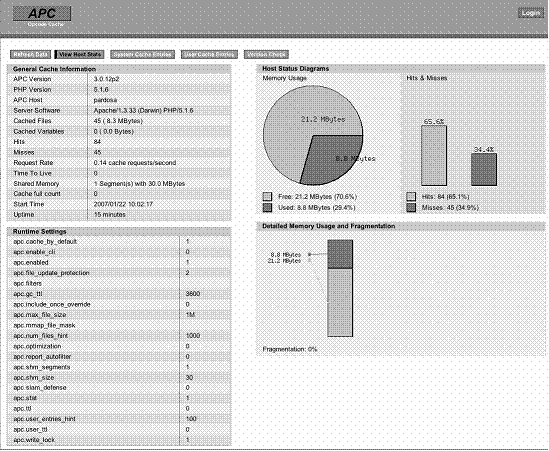 APC
Opcode Cache
Login
Refresh Data
View Host Stats
System Cache Entries
User Cache Entries
Version Check
General Cache Information
APC Version 3.0.12p2
PHP Version 5.1.6
APC Host pardosa
Server Software Apache/1.3.33 (Darwin) PHP/5.1.6
Cached Files 45 ( 8.3 MBytes)
Cached Variables 0 ( 0.0 Bytes)
Hits 84
Misses 45
Request Rate 0.14 cache requests/second
Time To Live 0
Shared Memory 1 Segment(s) with 30.0 MBytes
Cache full count 0
Start Time 2007/01/22 10:02:17
Uptime 15 minutes
Runtime Settings
apc.cache_by_default 1
apc.enable_cli 0
apc.enabled 1
apc.file_update_protection 2
apc.filters
apc.gc_ttl 3600
apc.include_once_override 0
apc.max_file_size 1M
apc.mmap_file_mask
apc.num_files_hint 1000
apc.optimization 0
apc.report_autofilter 0
apc.shm_segments 1
apc.shm_size 30
apc.slam_defense 0
apc.stat 1
apc.ttl 0
apc.user_entries_hint 100
apc.user_ttl 0
apc.write_lock 1
Host Status Diagrams
Memory Usage
Hits & Misses
21.2 MBytes
8.8 MBytes
65.6%
34.4%
Free: 21.2 MBytes (70.6%)
Used: 8.8 MBytes (29.4%)
Hits: 84 (65.1%)
Misses: 45 (34.9%)
Detailed Memory Usage and Fragmentation
8.8 MBytes
21.2 MBytes
Fragmentation: 0%